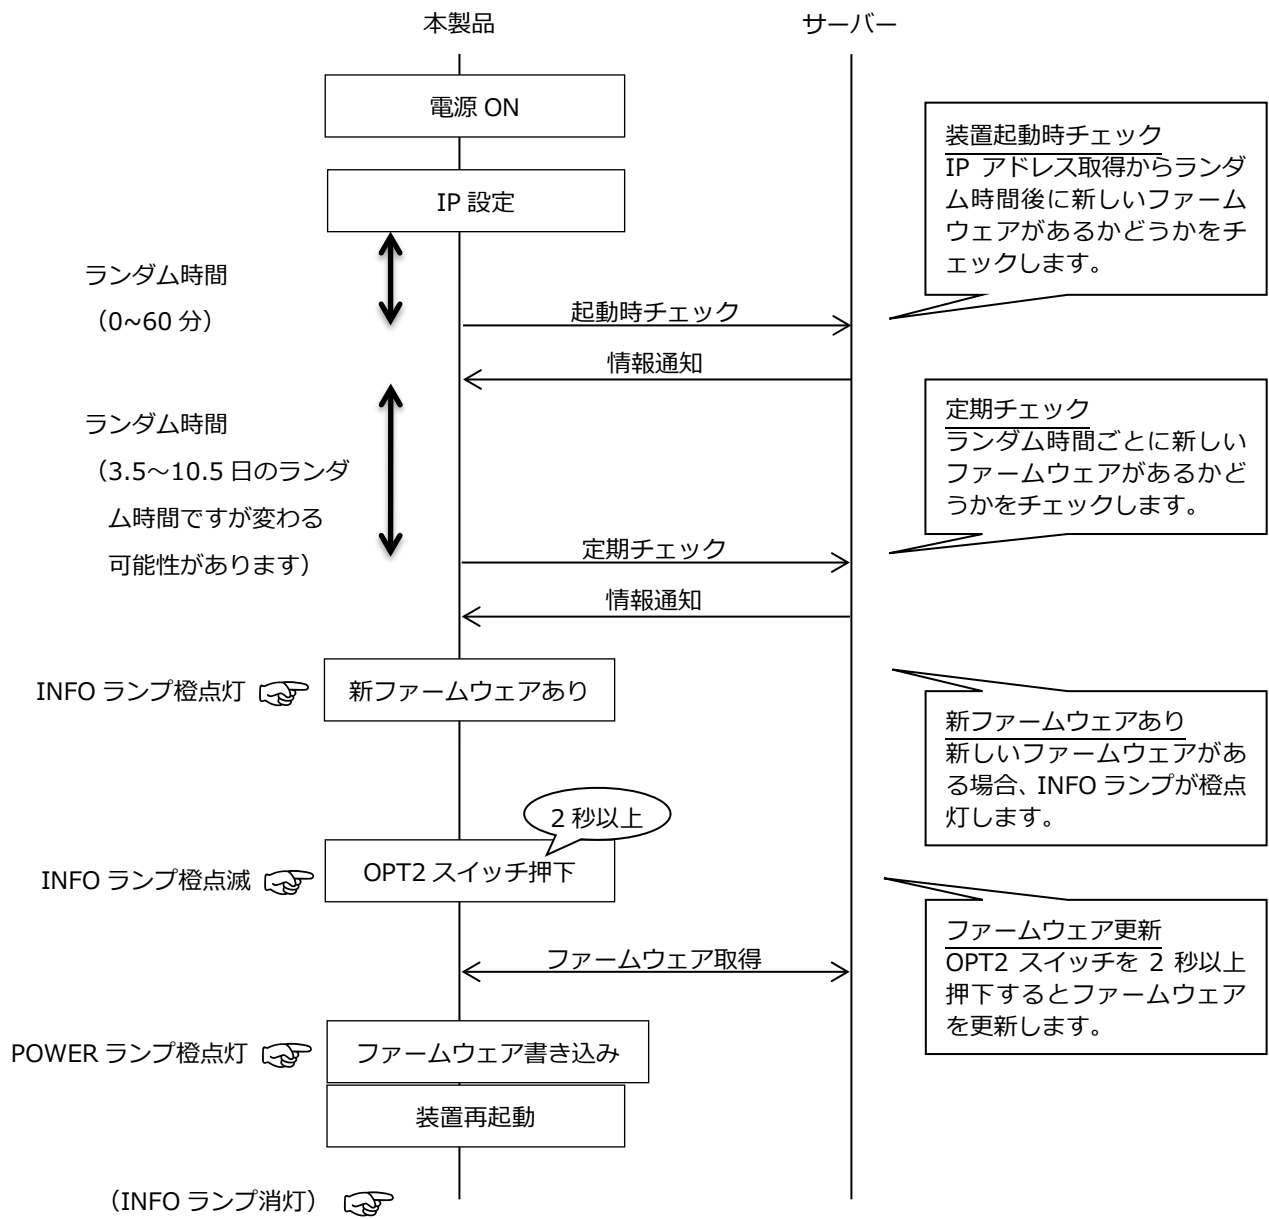 本製品
サーバー
電源 ON
IP 設定
装置起動時チェック
IP アドレス取得からランダ
ム時間後に新しいファーム
ウェアがあるかどうかをチ
ェックします。
ランダム時間
（0~60 分）
起動時チェック
情報通知
ランダム時間
（3.5～10.5 日のランダ
ム時間ですが変わる
可能性があります）
定期チェック
ランダム時間ごとに新しい
ファームウェアがあるかど
うかをチェックします。
定期チェック
情報通知
INFO ランプ橙点灯
新ファームウェアあり
新ファームウェアあり
新しいファームウェアがあ
る場合、INFO ランプが橙点
灯します。
2 秒以上
INFO ランプ橙点滅
OPT2 スイッチ押下
ファームウェア更新
OPT2 スイッチを 2 秒以上
押下するとファームウェア
を更新します。
ファームウェア取得
POWER ランプ橙点灯
ファームウェア書き込み
装置再起動
（INFO ランプ消灯）